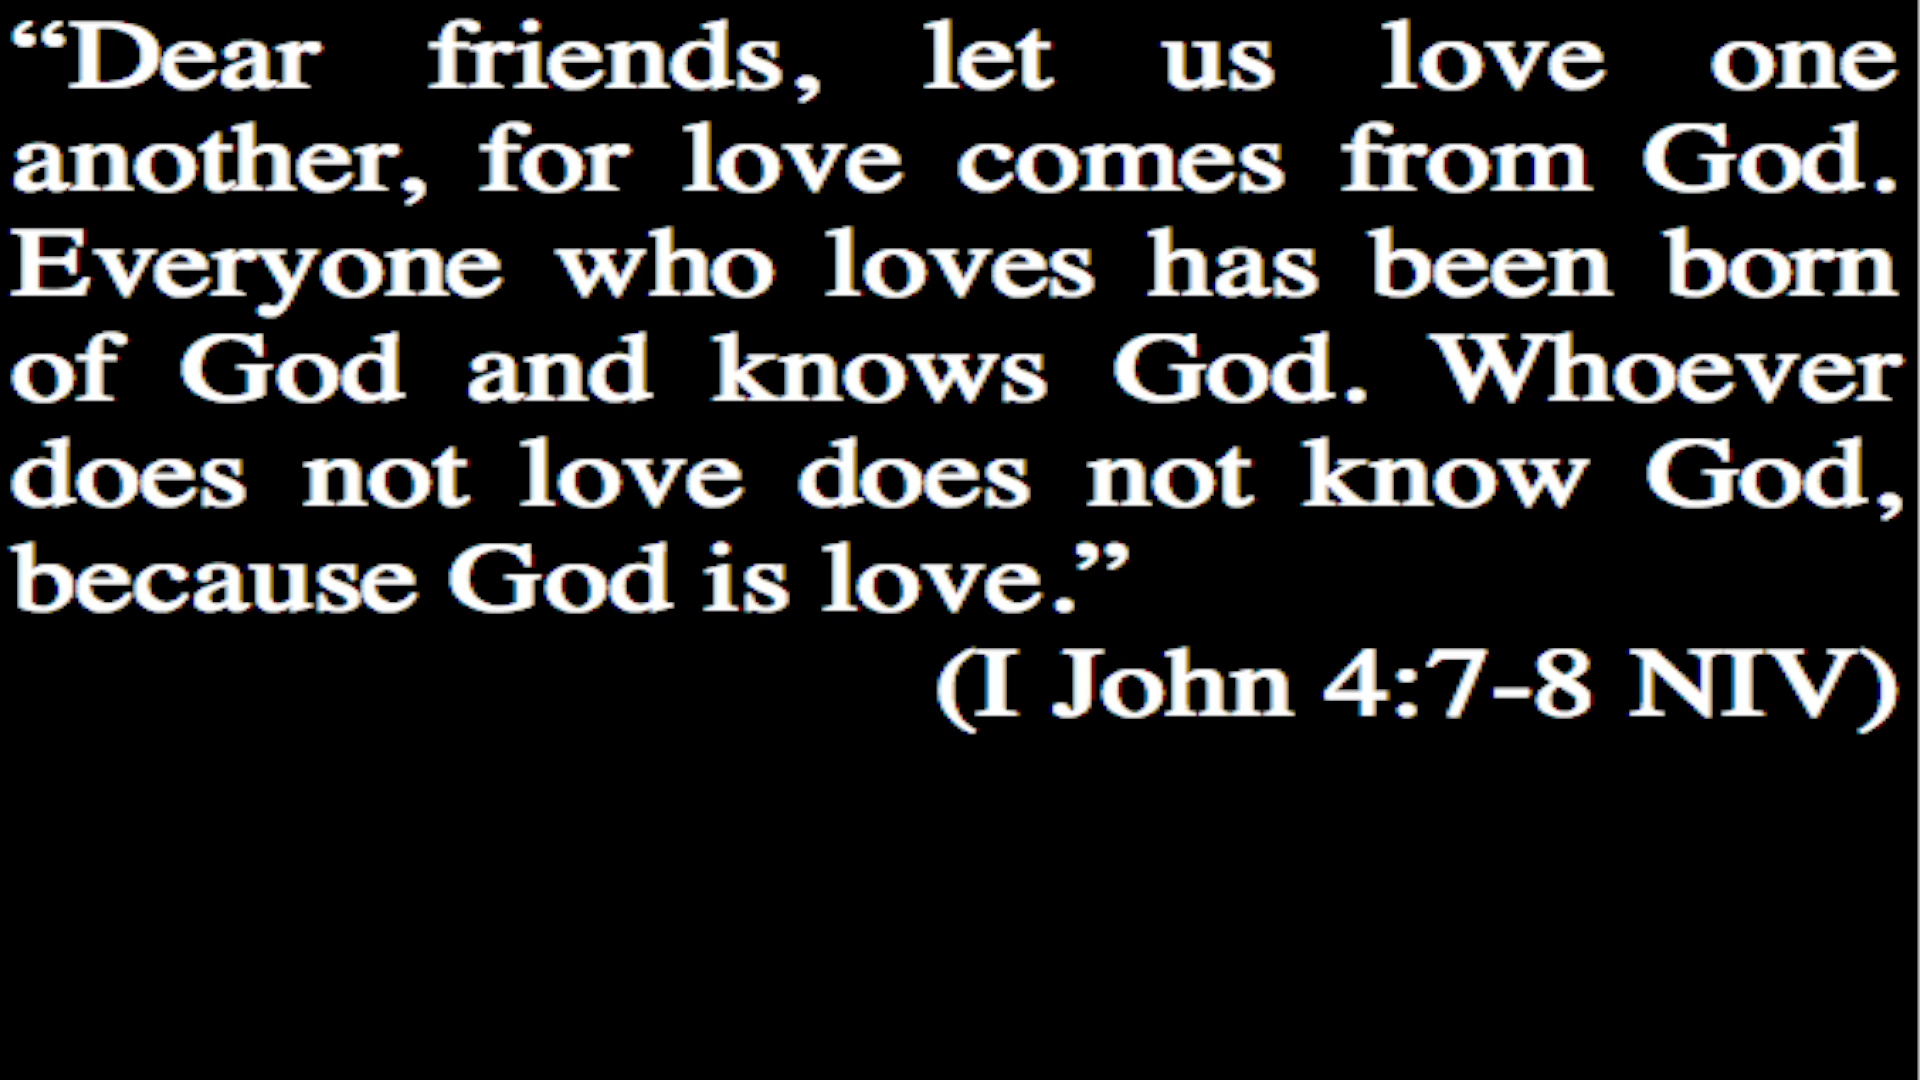 “Dear friends, let us love one
another, for love comes from God.
Everyone who loves has been born
of God and knows God. Whoever
does not love does not know God,
because God is love.”
(I John 4:7-8 NIV)